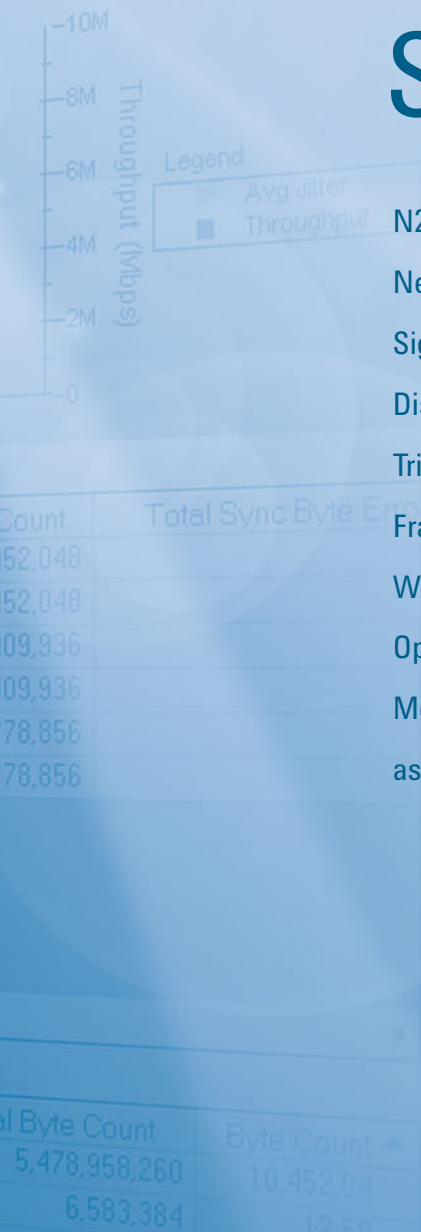 10M
8M
6M
4M
2M
0
Throughput (Mbps)
Legend
Avg Jitter
Throughput
S
N2
Ne
Sig
Dis
Tri
Fra
W
Op
Me
as
Count
Total Sync Byte Erro
52,048
52,048
09,936
09,936
78,856
78,856
al Byte Count
Byte Count
5,478,958,260
10,452,04
6,583,384